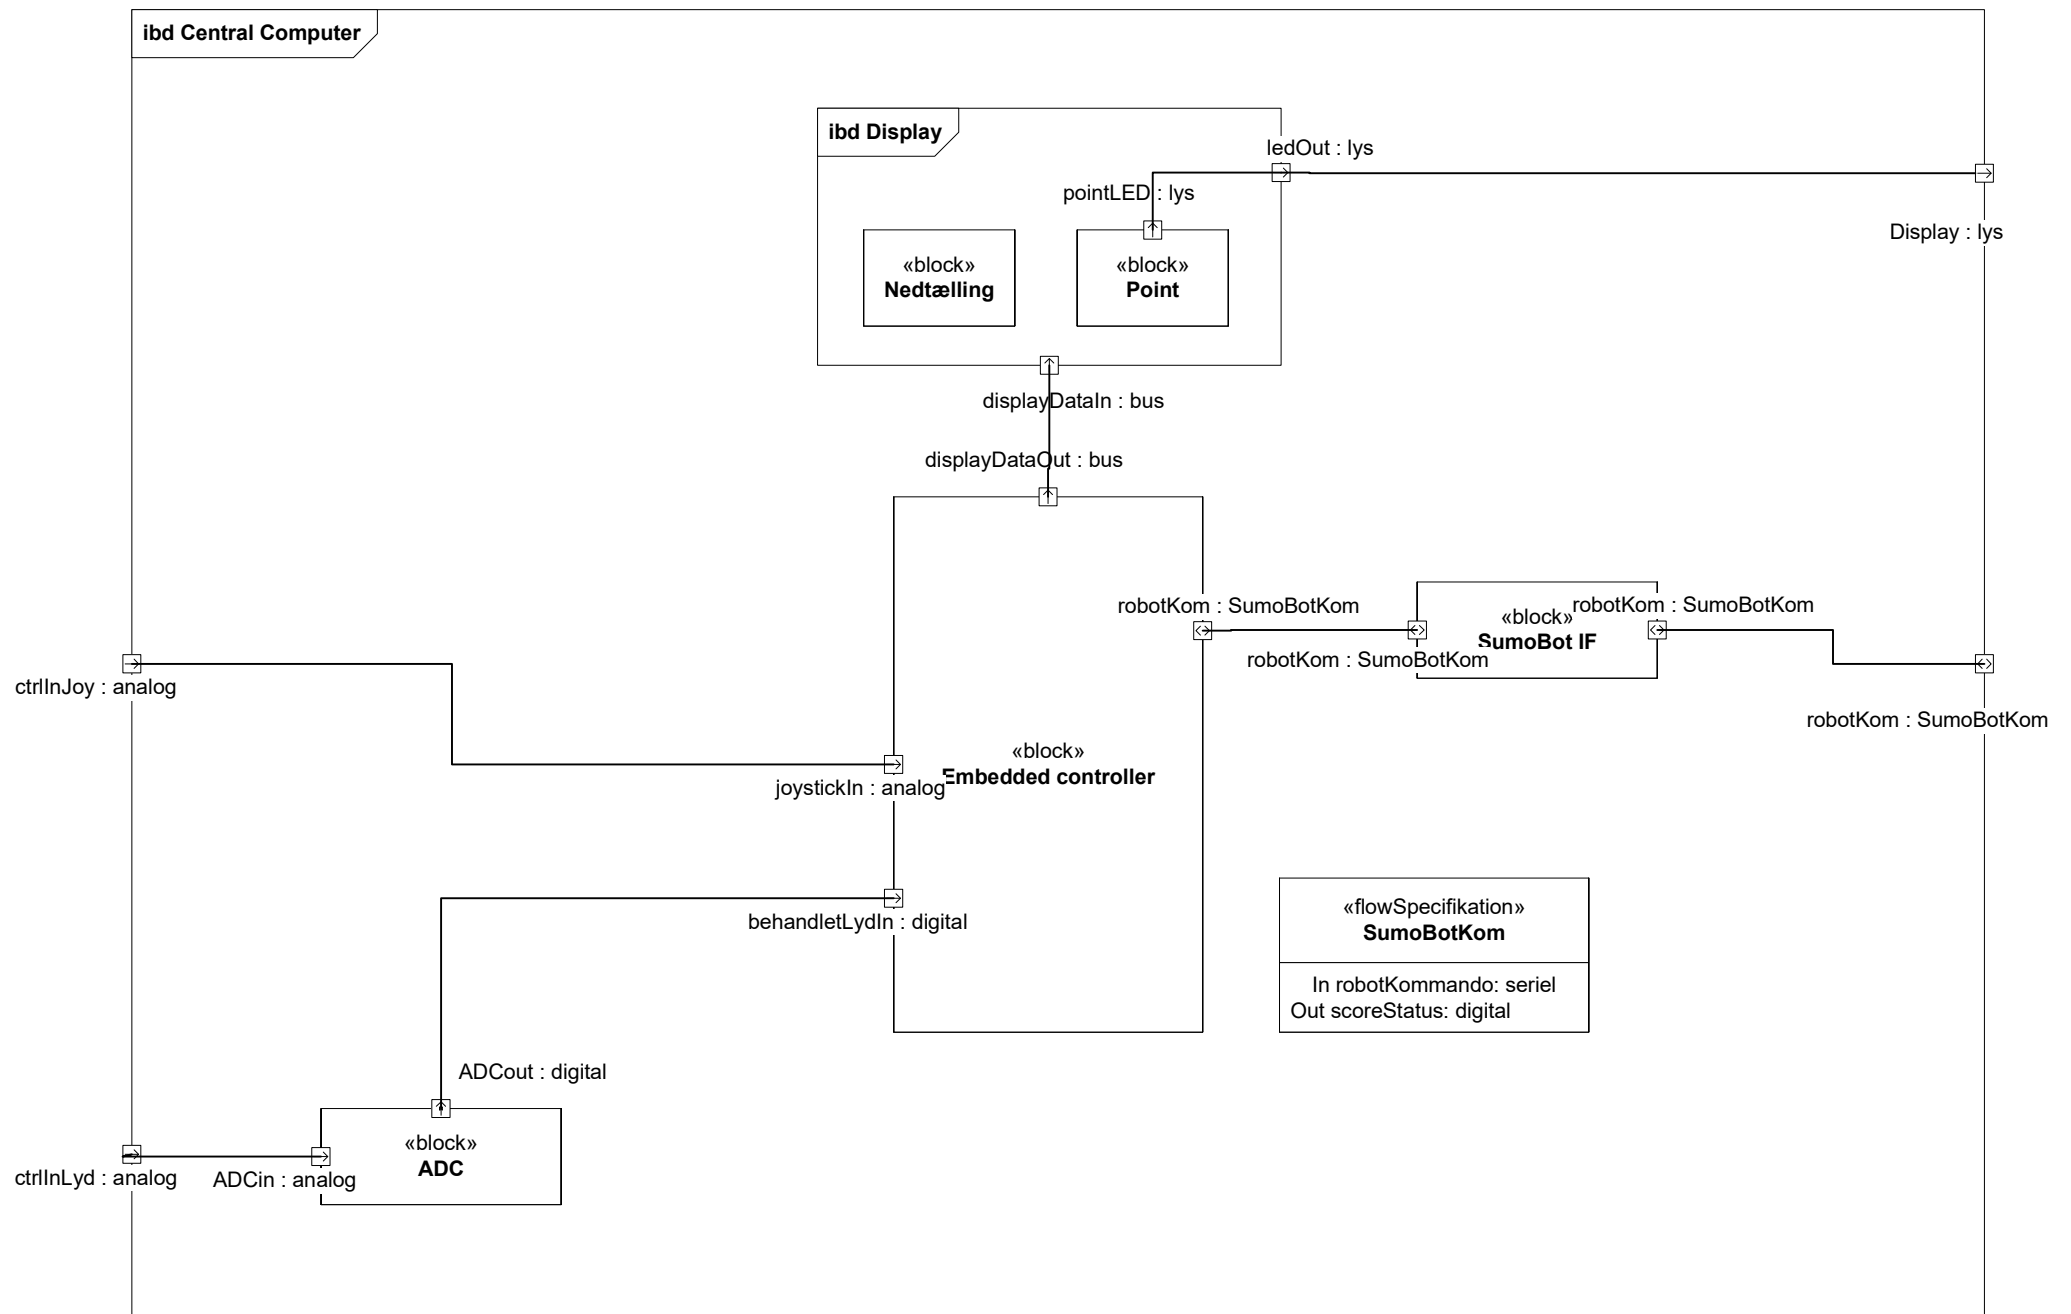 ibd Central Computer
ibd Display
ledOut : lys
pointLED : lys
Display : lys
«block»
Nedtælling
«block»
Point
displayDataIn : bus
displayDataOut : bus
robotKom : SumoBotKom
robotKom : SumoBotKom
«block»
SumoBot IF
robotKom : SumoBotKom
ctrlInJoy : analog
robotKom : SumoBotKom
«block»
Embedded controller
joystickIn : analog
behandletLydIn : digital
«flowSpecifikation»
SumoBotKom
In robotKommando: seriel
Out scoreStatus: digital
ADCout : digital
«block»
ADC
ctrlInLyd : analog
ADCin : analog